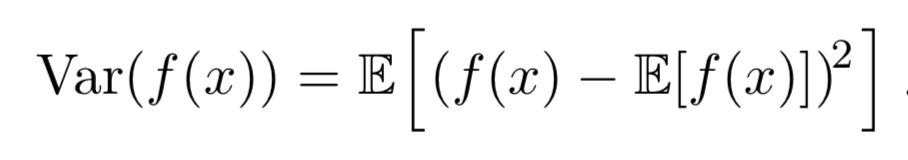 Var(f(x)) = 𝔼[(f(x) − 𝔼[f(x)])²].